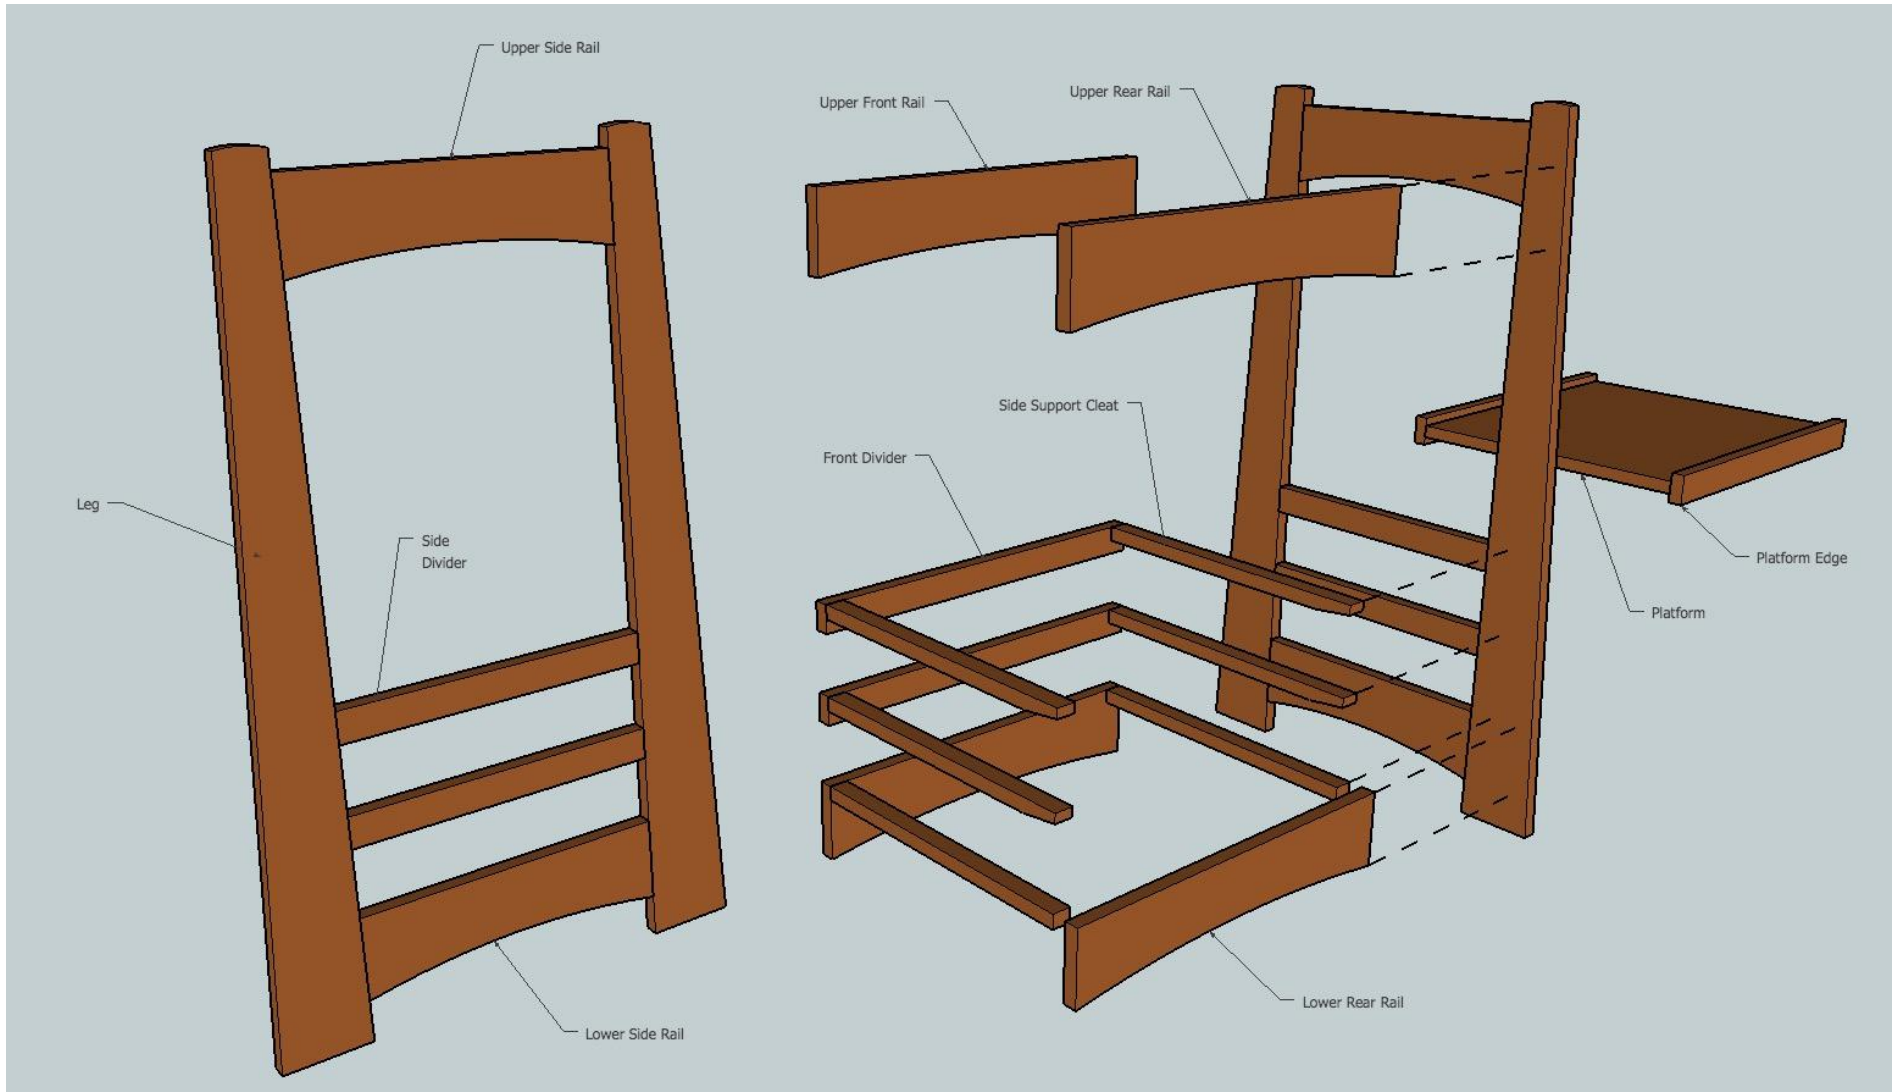 Upper Side Rail
Upper Front Rail
Upper Rear Rail
Side Support Cleat
Front Divider
Leg
Side
Divider
Platform Edge
Platform
Lower Rear Rail
Lower Side Rail